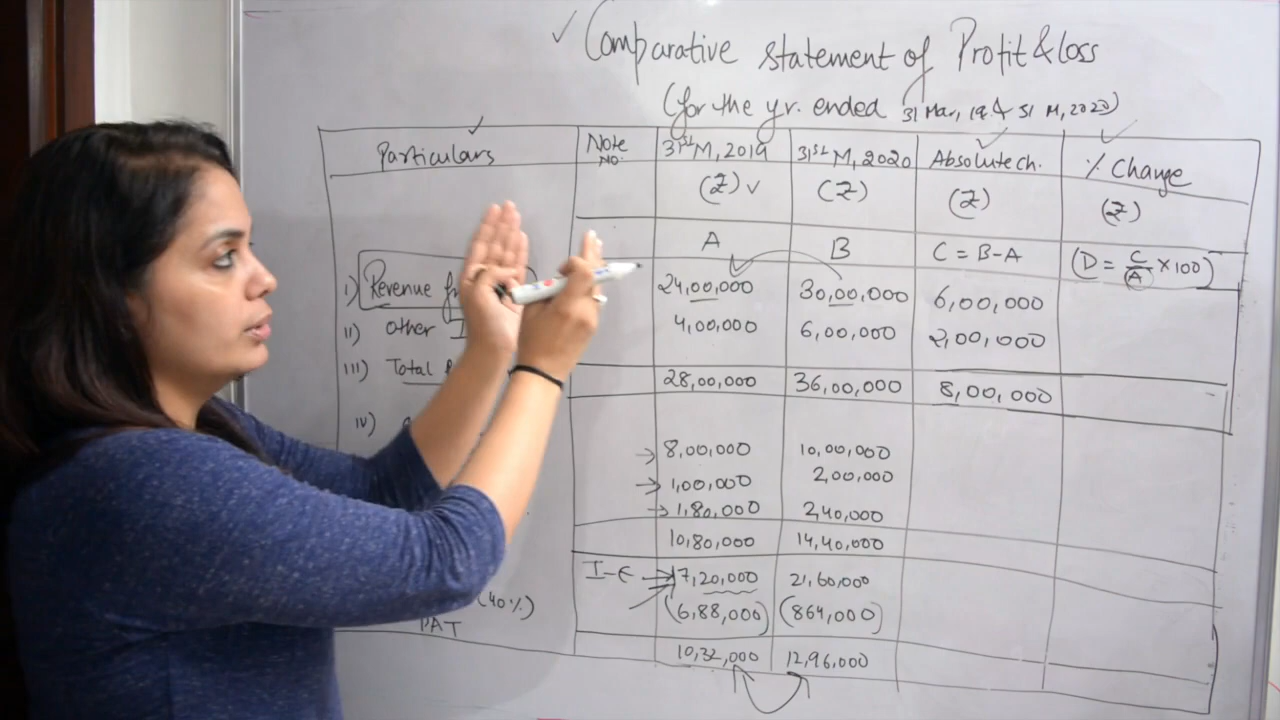 ✓ Comparative statement of Profit & loss
(for the yr. ended 31 Mar, 19 & 31 M, 2020)
Particulars Note No. 31st M, 2019 31st M, 2020 Absolute ch. % Change
(₹) (₹) (₹) (₹)
A B C = B-A (D = C/A × 100)
i) Revenue 24,00,000 30,00,000 6,00,000
ii) Other 4,00,000 6,00,000 2,00,000
iii) Total 28,00,000 36,00,000 8,00,000
iv)
→ 8,00,000 10,00,000
→ 1,00,000 2,00,000
→ 1,80,000 2,40,000
10,80,000 14,40,000
I-E → 17,20,000 21,60,000
(40%) (6,88,000) (864,000)
PAT
10,32,000 12,96,000